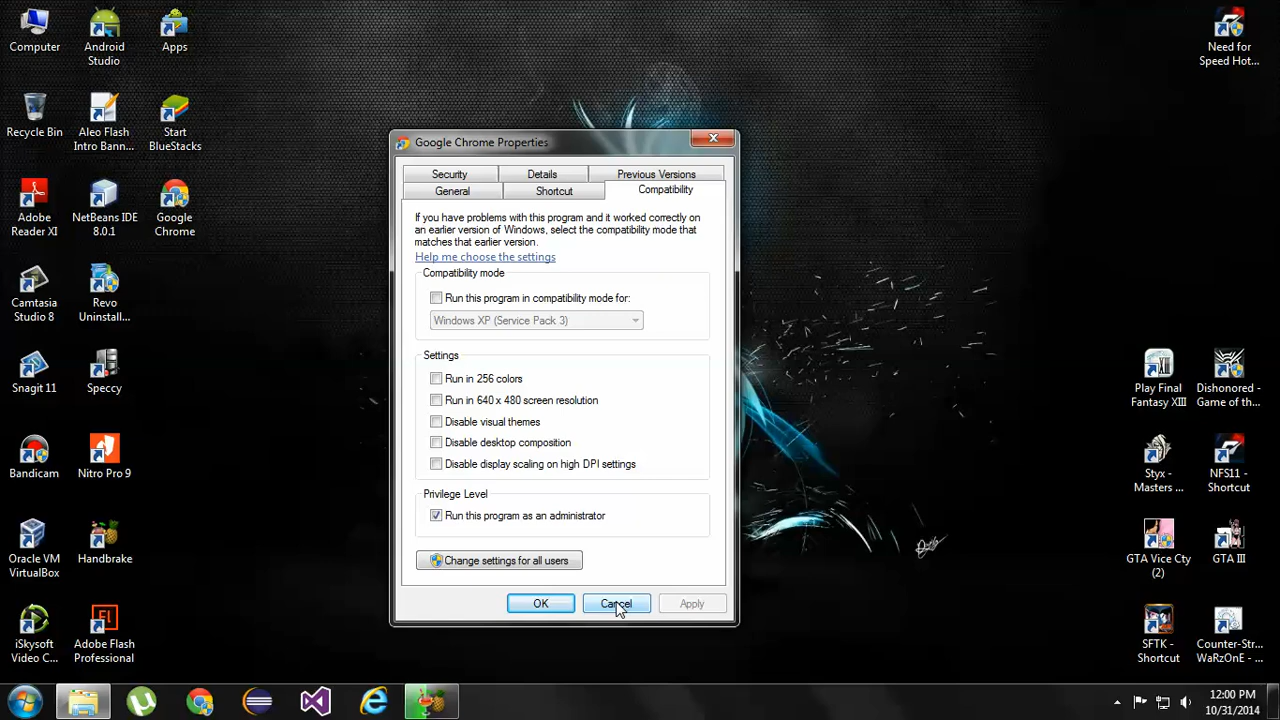 Computer
Android
Studio
Apps
Need for
Speed Hot...
Recycle Bin
Aleo Flash
Intro Bann...
Start
BlueStacks
Adobe
Reader XI
NetBeans IDE
8.0.1
Google
Chrome
Camtasia
Studio 8
Revo
Uninstall...
Snagit 11
Speccy
Bandicam
Nitro Pro 9
Oracle VM
VirtualBox
Handbrake
iSkysoft
Video C...
Adobe Flash
Professional
Google Chrome Properties
Security
Details
Previous Versions
General
Shortcut
Compatibility
If you have problems with this program and it worked correctly on
an earlier version of Windows, select the compatibility mode that
matches that earlier version.
Help me choose the settings
Compatibility mode
Run this program in compatibility mode for:
Windows XP (Service Pack 3)
Settings
Run in 256 colors
Run in 640 x 480 screen resolution
Disable visual themes
Disable desktop composition
Disable display scaling on high DPI settings
Privilege Level
Run this program as an administrator
Change settings for all users
OK
Cancel
Apply
Play Final
Fantasy XIII
Dishonored -
Game of th...
Styx -
Masters ...
NFS11 -
Shortcut
GTA Vice Cty
(2)
GTA III
SFTK -
Shortcut
Counter-Str...
WaRzOnE - ...
12:00 PM
10/31/2014